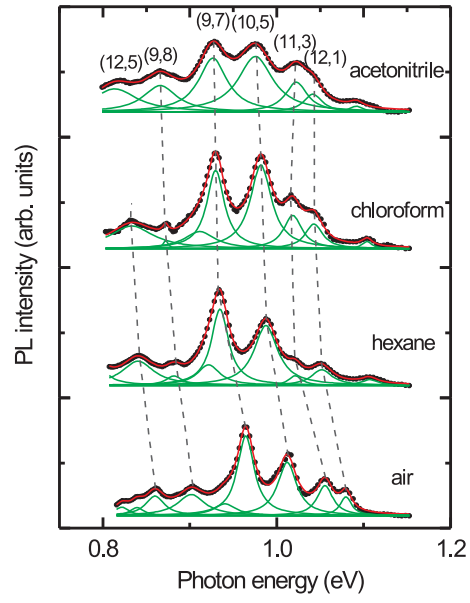 (9,7) (10,5)
(12,5) (9,8) (11,3)
(12,1)
acetonitrile
chloroform
hexane
air
PL intensity (arb. units)
0.8 1.0 1.2
Photon energy (eV)